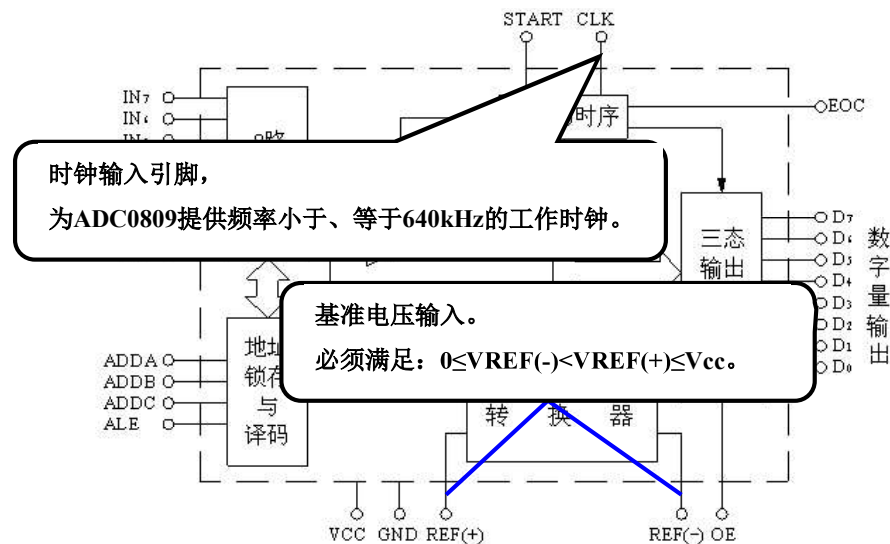 START CLK
IN7
IN6
时序
EOC
时钟输入引脚，
为ADC0809提供频率小于、等于640kHz的工作时钟。
三态
输出
D7
D6
D5
D4
D3
D2
D1
D0
数
字
量
输
出
基准电压输入。
必须满足：0≤VREF(-)<VREF(+)≤Vcc。
ADDA
ADDB
ADDC
ALE
地址
锁存
与
译码
转 换 器
VCC GND REF(+) REF(-) OE